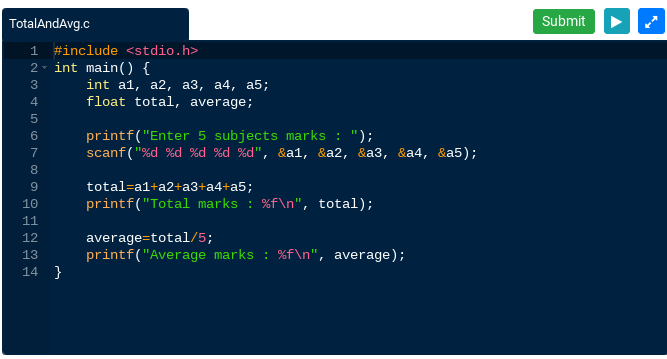 TotalAndAvg.c
Submit
1 #include <stdio.h>
2 int main() {
3     int a1, a2, a3, a4, a5;
4     float total, average;
5
6     printf("Enter 5 subjects marks : ");
7     scanf("%d %d %d %d %d", &a1, &a2, &a3, &a4, &a5);
8
9     total=a1+a2+a3+a4+a5;
10     printf("Total marks : %f\n", total);
11
12     average=total/5;
13     printf("Average marks : %f\n", average);
14 }